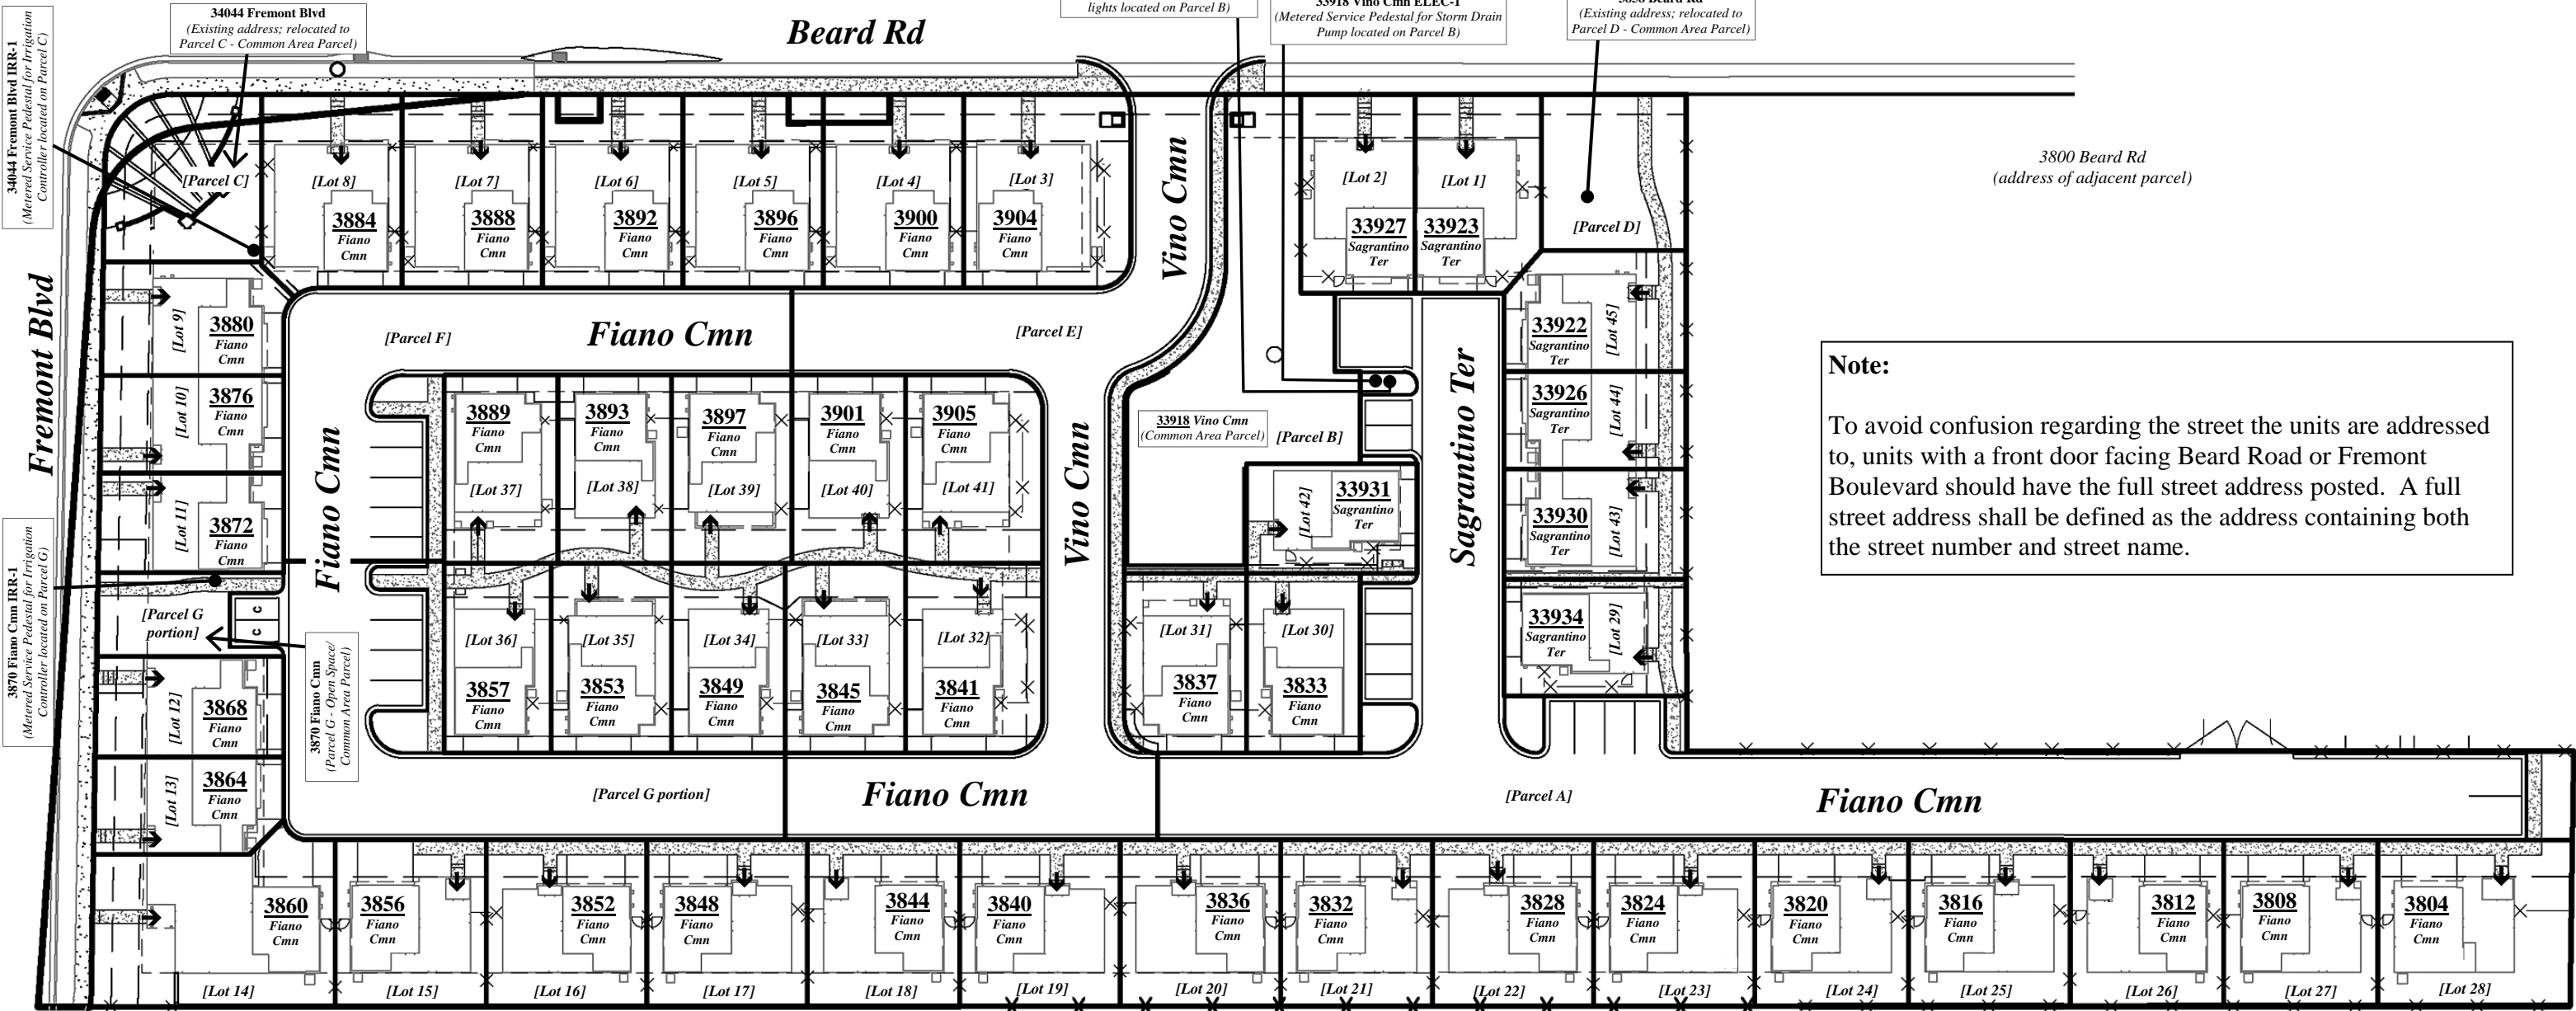 34044 Fremont Blvd
(Existing address; relocated to
Parcel C - Common Area Parcel)
Beard Rd
lights located on Parcel B)
33918 Vino Cmn ELEC-1
(Metered Service Pedestal for Storm Drain
Pump located on Parcel B)
(Existing address; relocated to
Parcel D - Common Area Parcel)
34044 Fremont Blvd IRR-1
(Metered Service Pedestal for Irrigation
Controller located on Parcel C)
3800 Beard Rd
(address of adjacent parcel)
[Parcel C]
[Lot 8]
3884
Fiano
Cmn
[Lot 7]
3888
Fiano
Cmn
[Lot 6]
3892
Fiano
Cmn
[Lot 5]
3896
Fiano
Cmn
[Lot 4]
3900
Fiano
Cmn
[Lot 3]
3904
Fiano
Cmn
Vino Cmn
[Lot 2]
33927
Sagrantino
Ter
[Lot 1]
33923
Sagrantino
Ter
[Parcel D]
Fremont Blvd
[Lot 9]
3880
Fiano
Cmn
[Parcel F]
Fiano Cmn
[Parcel E]
Sagrantino Ter
33922
Sagrantino
Ter
[Lot 45]
[Lot 10]
3876
Fiano
Cmn
33926
Sagrantino
Ter
[Lot 44]
[Lot 11]
3872
Fiano
Cmn
Fiano Cmn
3889
Fiano
Cmn
[Lot 37]
3893
Fiano
Cmn
[Lot 38]
3897
Fiano
Cmn
[Lot 39]
3901
Fiano
Cmn
[Lot 40]
3905
Fiano
Cmn
[Lot 41]
Vino Cmn
33918 Vino Cmn
(Common Area Parcel)
[Parcel B]
[Lot 42]
33931
Sagrantino
Ter
33930
Sagrantino
Ter
[Lot 43]
Note:
To avoid confusion regarding the street the units are addressed
to, units with a front door facing Beard Road or Fremont
Boulevard should have the full street address posted. A full
street address shall be defined as the address containing both
the street number and street name.
3870 Fiano Cmn IRR-1
(Metered Service Pedestal for Irrigation
Controller located on Parcel G)
[Parcel G
portion]
C
C
3870 Fiano Cmn
(Parcel G - Open Space/
Common Area Parcel)
[Lot 36]
3857
Fiano
Cmn
[Lot 35]
3853
Fiano
Cmn
[Lot 34]
3849
Fiano
Cmn
[Lot 33]
3845
Fiano
Cmn
[Lot 32]
3841
Fiano
Cmn
[Lot 31]
3837
Fiano
Cmn
[Lot 30]
3833
Fiano
Cmn
33934
Sagrantino
Ter
[Lot 29]
[Lot 12]
3868
Fiano
Cmn
[Lot 13]
3864
Fiano
Cmn
[Parcel G portion]
Fiano Cmn
[Parcel A]
Fiano Cmn
3860
Fiano
Cmn
[Lot 14]
3856
Fiano
Cmn
[Lot 15]
3852
Fiano
Cmn
[Lot 16]
3848
Fiano
Cmn
[Lot 17]
3844
Fiano
Cmn
[Lot 18]
3840
Fiano
Cmn
[Lot 19]
3836
Fiano
Cmn
[Lot 20]
3832
Fiano
Cmn
[Lot 21]
3828
Fiano
Cmn
[Lot 22]
3824
Fiano
Cmn
[Lot 23]
3820
Fiano
Cmn
[Lot 24]
3816
Fiano
Cmn
[Lot 25]
3812
Fiano
Cmn
[Lot 26]
3808
Fiano
Cmn
[Lot 27]
3804
Fiano
Cmn
[Lot 28]